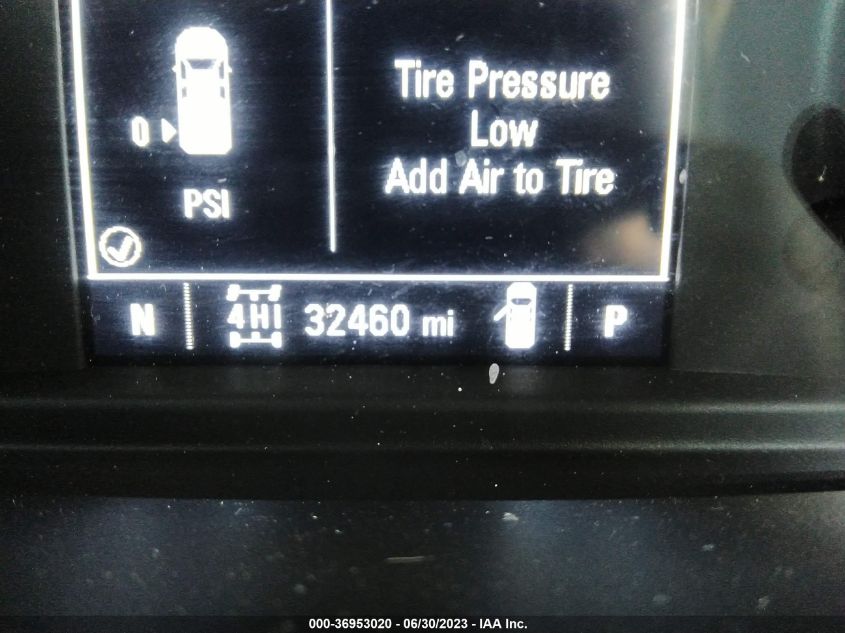 Tire Pressure
Low
Add Air to Tire
0
PSI
N 4HI 32460 mi P
000-36953020 - 06/30/2023 - IAA Inc.